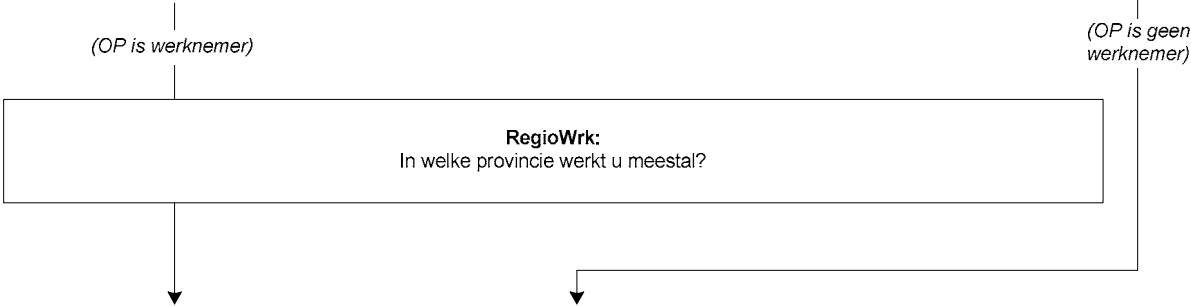 (OP is werknemer)
(OP is geen
werknemer)
RegioWrk:
In welke provincie werkt u meestal?